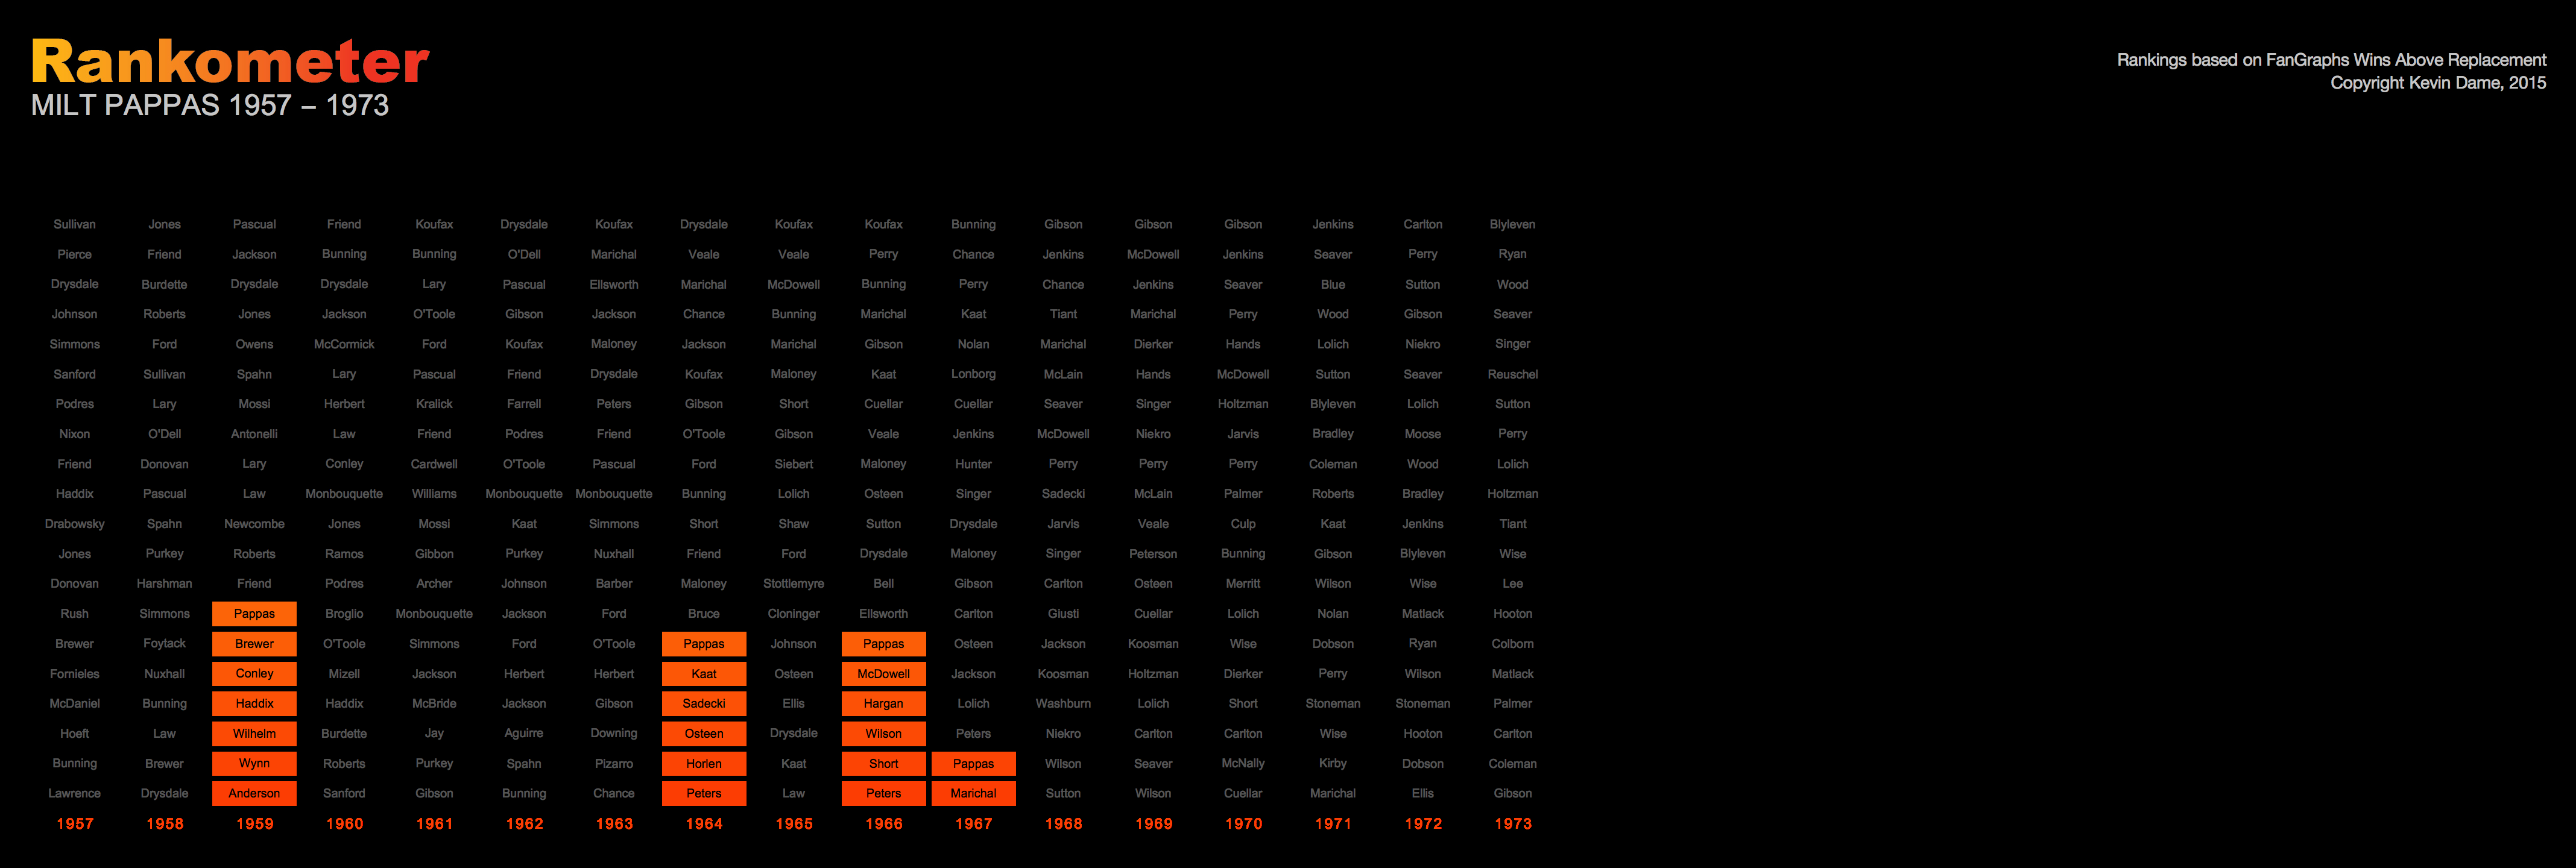 Rankometer
MILT PAPPAS 1957 – 1973
Rankings based on FanGraphs Wins Above Replacement
Copyright Kevin Dame, 2015
Sullivan Jones Pascual Friend Koufax Drysdale Koufax Drysdale Koufax Koufax Bunning Gibson Gibson Gibson Jenkins Carlton Blyleven
Pierce Friend Jackson Bunning Bunning O'Dell Marichal Veale Veale Perry Chance Jenkins McDowell Jenkins Seaver Perry Ryan
Drysdale Burdette Drysdale Drysdale Lary Pascual Ellsworth Marichal McDowell Bunning Perry Chance Jenkins Seaver Blue Sutton Wood
Johnson Roberts Jones Jackson O'Toole Gibson Jackson Chance Bunning Marichal Kaat Tiant Marichal Perry Wood Gibson Seaver
Simmons Ford Owens McCormick Ford Koufax Maloney Jackson Marichal Gibson Nolan Marichal Dierker Hands Lolich Niekro Singer
Sanford Sullivan Spahn Lary Pascual Friend Drysdale Koufax Maloney Kaat Lonborg McLain Hands McDowell Sutton Seaver Reuschel
Podres Lary Mossi Herbert Kralick Farrell Peters Gibson Short Cuellar Cuellar Seaver Singer Holtzman Blyleven Lolich Sutton
Nixon O'Dell Antonelli Law Friend Podres Friend O'Toole Gibson Veale Jenkins McDowell Niekro Jarvis Bradley Moose Perry
Friend Donovan Lary Conley Cardwell O'Toole Pascual Ford Siebert Maloney Hunter Perry Perry Perry Coleman Wood Lolich
Haddix Pascual Law Monbouquette Williams Monbouquette Monbouquette Bunning Lolich Osteen Singer Sadecki McLain Palmer Roberts Bradley Holtzman
Drabowsky Spahn Newcombe Jones Mossi Kaat Simmons Short Shaw Sutton Drysdale Jarvis Veale Culp Kaat Jenkins Tiant
Jones Purkey Roberts Ramos Gibbon Purkey Nuxhall Friend Ford Drysdale Maloney Singer Peterson Bunning Gibson Blyleven Wise
Donovan Harshman Friend Podres Archer Johnson Barber Maloney Stottlemyre Bell Gibson Carlton Osteen Merritt Wilson Wise Lee
Rush Simmons Pappas Broglio Monbouquette Jackson Ford Bruce Cloninger Ellsworth Carlton Giusti Cuellar Lolich Nolan Matlack Hooton
Brewer Foytack Brewer O'Toole Simmons Ford O'Toole Pappas Johnson Pappas Osteen Jackson Koosman Wise Dobson Ryan Colborn
Fornieles Nuxhall Conley Mizell Jackson Herbert Herbert Kaat Osteen McDowell Jackson Koosman Holtzman Dierker Perry Wilson Matlack
McDaniel Bunning Haddix Haddix McBride Jackson Gibson Sadecki Ellis Hargan Lolich Washburn Lolich Short Stoneman Stoneman Palmer
Hoeft Law Wilhelm Burdette Jay Aguirre Downing Osteen Drysdale Wilson Peters Niekro Carlton Carlton Wise Hooton Carlton
Bunning Brewer Wynn Roberts Purkey Spahn Pizarro Horlen Kaat Short Pappas Wilson Seaver McNally Kirby Dobson Coleman
Lawrence Drysdale Anderson Sanford Gibson Bunning Chance Peters Law Peters Marichal Sutton Wilson Cuellar Marichal Ellis Gibson
1957 1958 1959 1960 1961 1962 1963 1964 1965 1966 1967 1968 1969 1970 1971 1972 1973